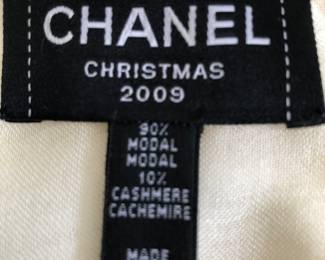 CHANEL
CHRISTMAS
2009
90%
MODAL
MODAL
10%
CASHMERE
CACHEMIRE
MADE